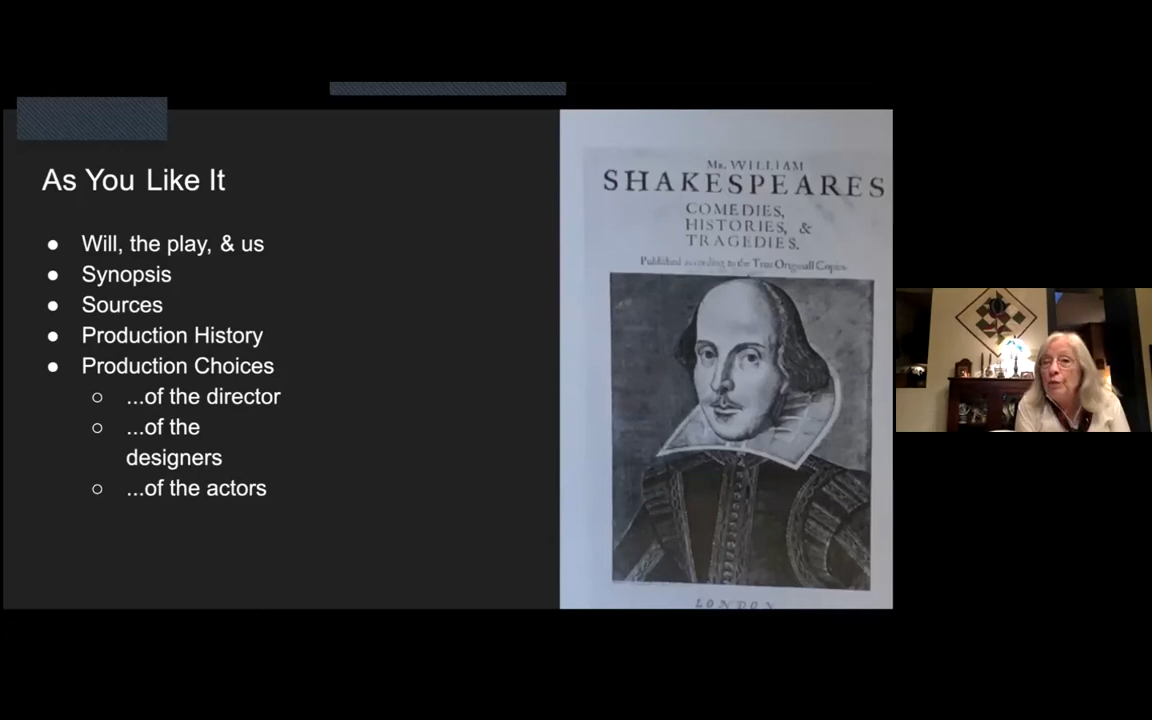 As You Like It
● Will, the play, & us
● Synopsis
● Sources
● Production History
● Production Choices
○ ...of the director
○ ...of the
designers
○ ...of the actors
Mr. WILLIAM
SHAKESPEARES
COMEDIES,
HISTORIES, &
TRAGEDIES.
Published according to the True Originall Copies.
LONDON